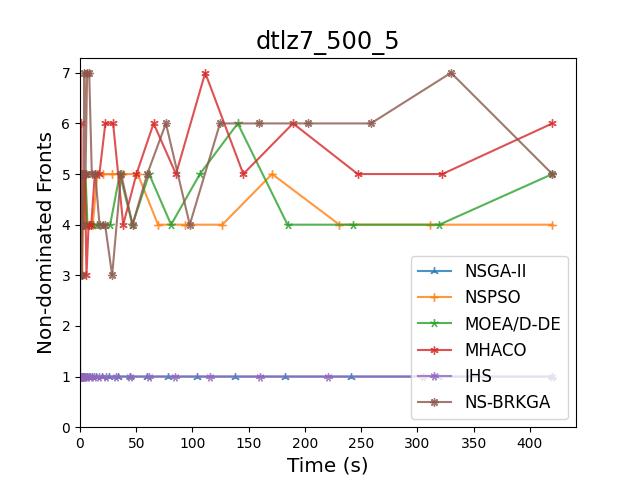 dtlz7_500_5
Non-dominated Fronts
7
6
5
4
3
2
1
0
0 50 100 150 200 250 300 350 400
Time (s)
NSGA-II
NSPSO
MOEA/D-DE
MHACO
IHS
NS-BRKGA